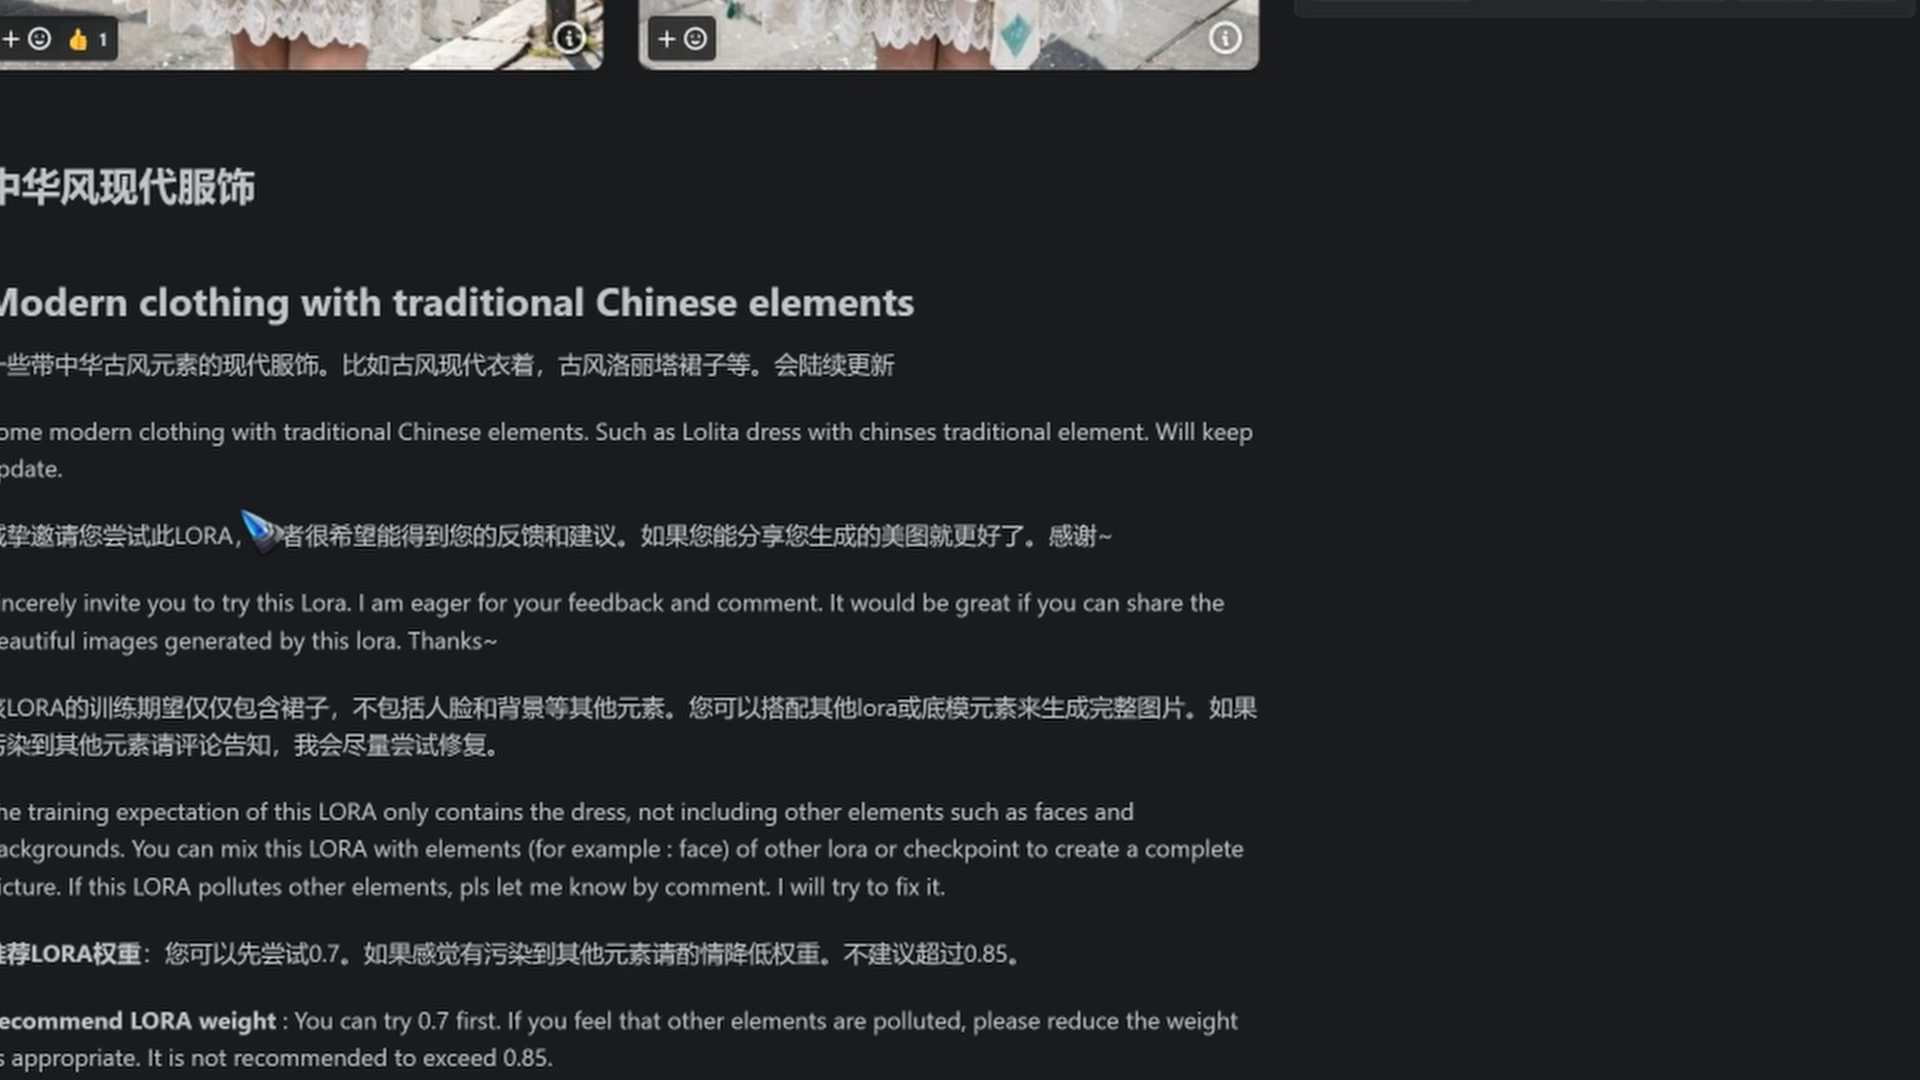 1
中华风现代服饰
Modern clothing with traditional Chinese elements
一些带中华古风元素的现代服饰。比如古风现代衣着，古风洛丽塔裙子等。会陆续更新
ome modern clothing with traditional Chinese elements. Such as Lolita dress with chinses traditional element. Will keep
pdate.
诚挚邀请您尝试此LORA，者很希望能得到您的反馈和建议。如果您能分享您生成的美图就更好了。感谢~
incerely invite you to try this Lora. I am eager for your feedback and comment. It would be great if you can share the
eautiful images generated by this lora. Thanks~
该LORA的训练期望仅仅包含裙子，不包括人脸和背景等其他元素。您可以搭配其他lora或底模元素来生成完整图片。如果
污染到其他元素请评论告知，我会尽量尝试修复。
he training expectation of this LORA only contains the dress, not including other elements such as faces and
ackgrounds. You can mix this LORA with elements (for example : face) of other lora or checkpoint to create a complete
icture. If this LORA pollutes other elements, pls let me know by comment. I will try to fix it.
推荐LORA权重：您可以先尝试0.7。如果感觉有污染到其他元素请酌情降低权重。不建议超过0.85。
ecommend LORA weight : You can try 0.7 first. If you feel that other elements are polluted, please reduce the weight
s appropriate. It is not recommended to exceed 0.85.